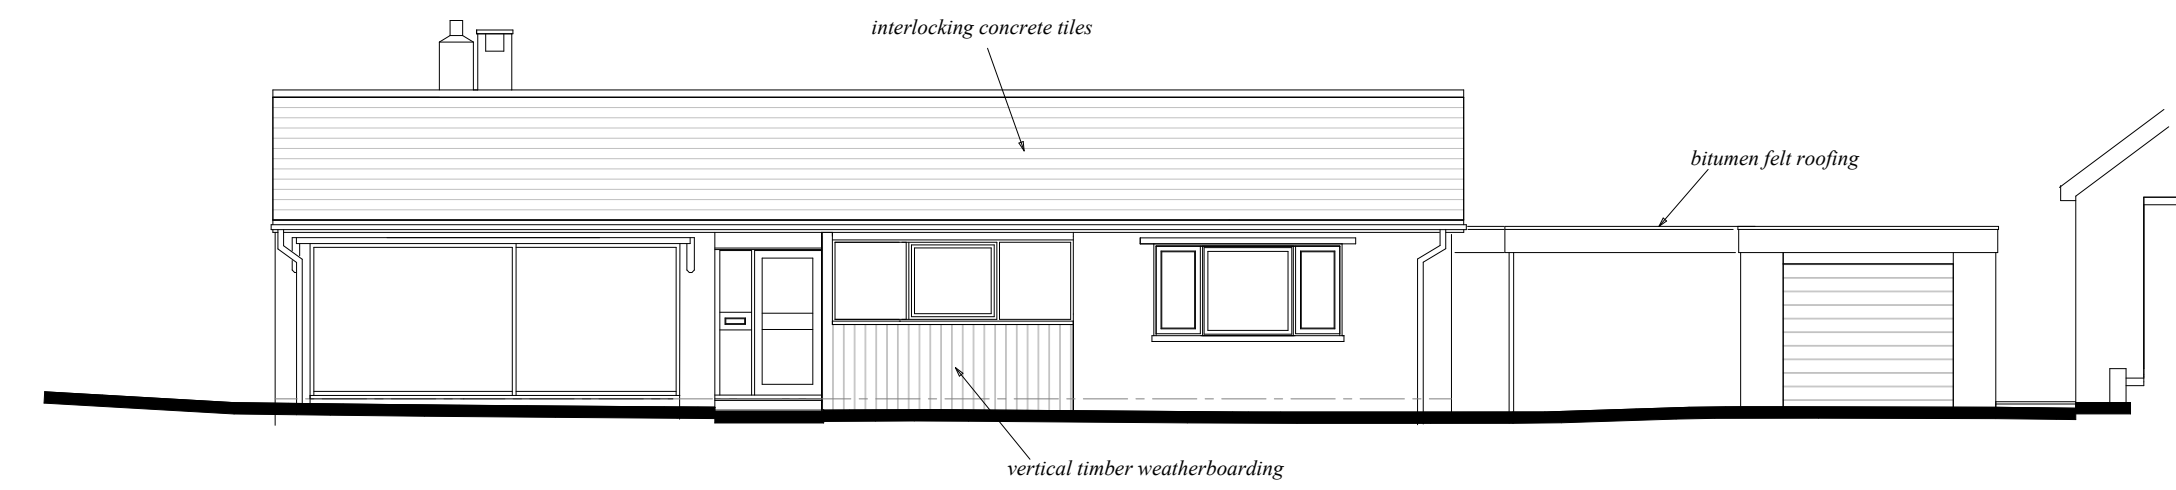 interlocking concrete tiles
bitumen felt roofing
vertical timber weatherboarding